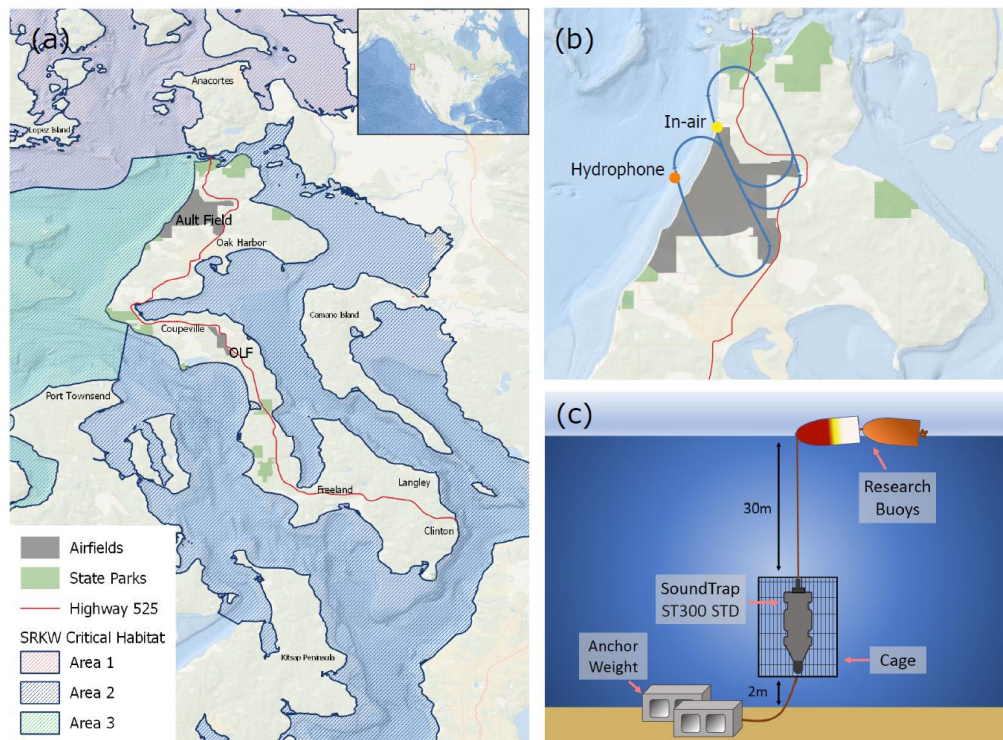 (a)
Anacortes
Lopez Island
Ault Field
Oak Harbor
Coupeville
OLF
Camano Island
Port Townsend
Freeland
Langley
Clinton
Kitsap Peninsula
Airfields
State Parks
Highway 525
SRKW Critical Habitat
Area 1
Area 2
Area 3
(b)
In-air
Hydrophone
(c)
30m
Research
Buoys
SoundTrap
ST300 STD
Anchor
Weight
Cage
2m